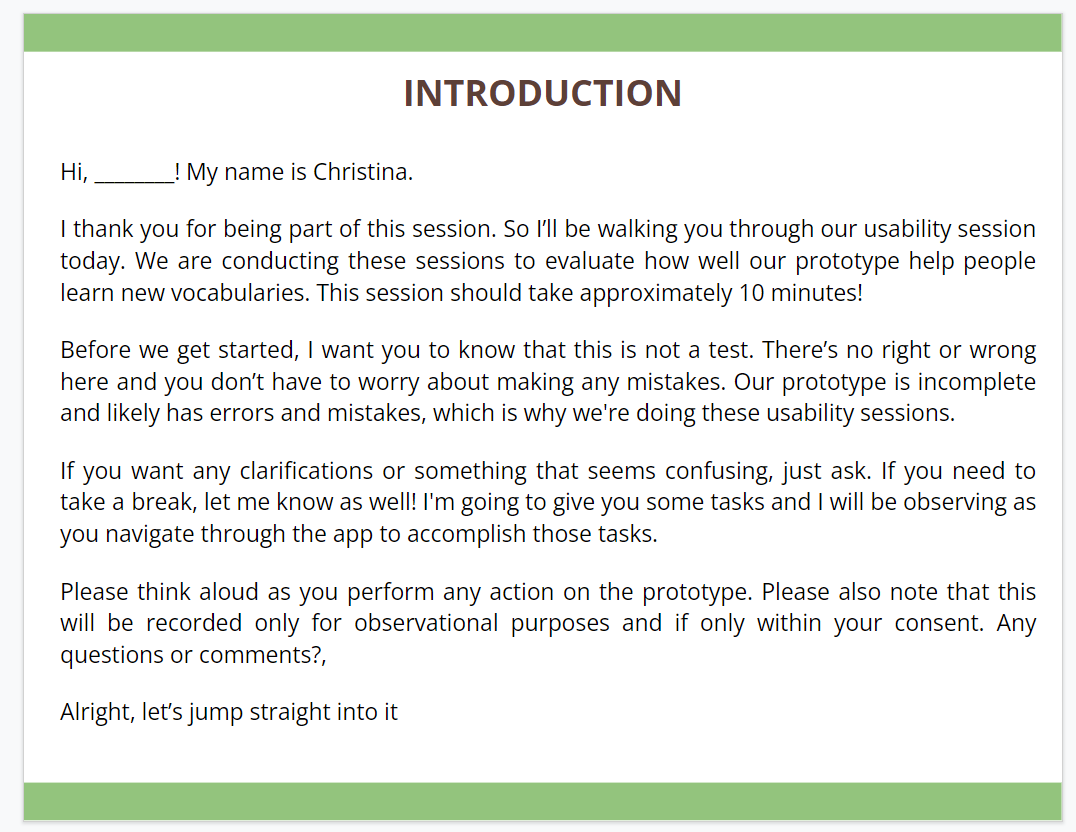 INTRODUCTION
Hi, ________! My name is Christina.
I thank you for being part of this session. So I’ll be walking you through our usability session
today. We are conducting these sessions to evaluate how well our prototype help people
learn new vocabularies. This session should take approximately 10 minutes!
Before we get started, I want you to know that this is not a test. There’s no right or wrong
here and you don’t have to worry about making any mistakes. Our prototype is incomplete
and likely has errors and mistakes, which is why we're doing these usability sessions.
If you want any clarifications or something that seems confusing, just ask. If you need to
take a break, let me know as well! I'm going to give you some tasks and I will be observing as
you navigate through the app to accomplish those tasks.
Please think aloud as you perform any action on the prototype. Please also note that this
will be recorded only for observational purposes and if only within your consent. Any
questions or comments?,
Alright, let’s jump straight into it